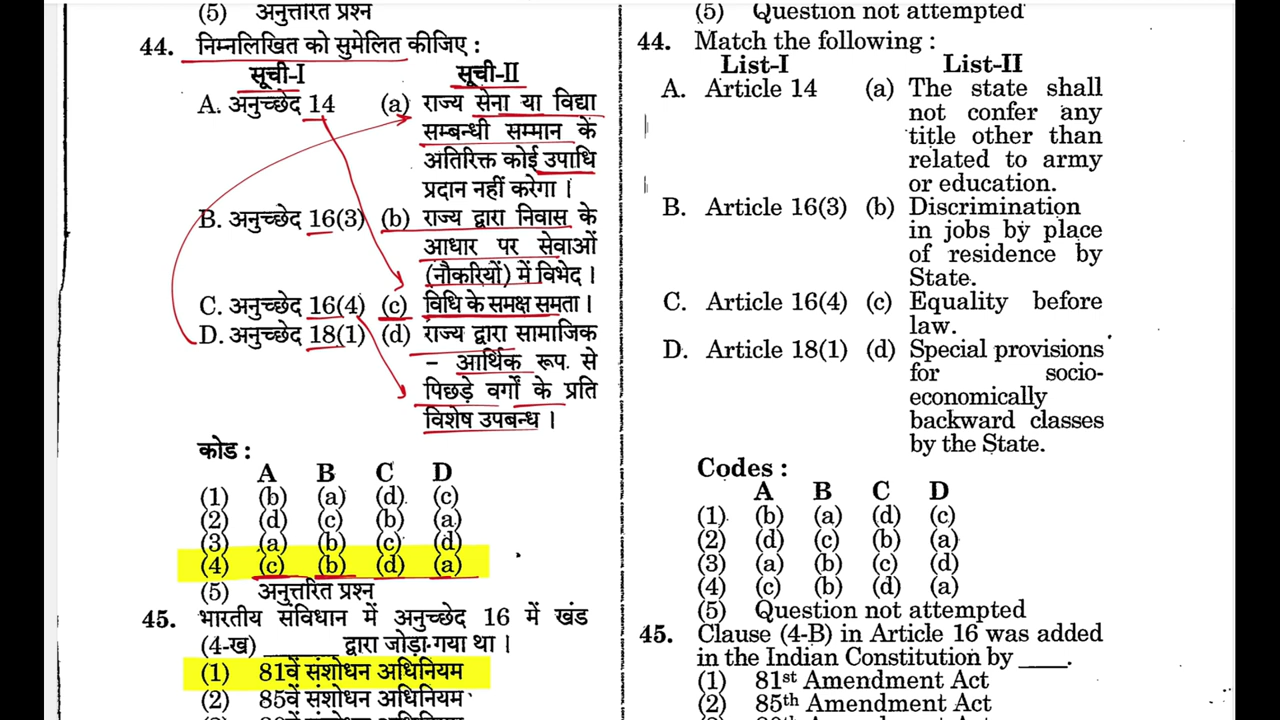 (5) अनुत्तरित प्रश्न
44. निम्नलिखित को सुमेलित कीजिए :
सूची-I सूची-II
A. अनुच्छेद 14 (a) राज्य सेना या विद्या
सम्बन्धी सम्मान के
अतिरिक्त कोई उपाधि
प्रदान नहीं करेगा ।
B. अनुच्छेद 16(3) (b) राज्य द्वारा निवास के
आधार पर सेवाओं
(नौकरियों) में विभेद ।
C. अनुच्छेद 16(4) (c) विधि के समक्ष समता ।
D. अनुच्छेद 18(1) (d) राज्य द्वारा सामाजिक
– आर्थिक रूप से
पिछड़े वर्गों के प्रति
विशेष उपबन्ध ।
कोड :
A B C D
(1) (b) (a) (d) (c)
(2) (d) (c) (b) (a)
(3) (a) (b) (c) (d)
(4) (c) (b) (d) (a)
(5) अनुत्तरित प्रश्न
45. भारतीय संविधान में अनुच्छेद 16 में खंड
(4-ख) ______ द्वारा जोड़ा गया था ।
(1) 81वें संशोधन अधिनियम
(2) 85वें संशोधन अधिनियम
(5) Question not attempted
44. Match the following :
List-I List-II
A. Article 14 (a) The state shall
not confer any
title other than
related to army
or education.
B. Article 16(3) (b) Discrimination
in jobs by place
of residence by
State.
C. Article 16(4) (c) Equality before
law.
D. Article 18(1) (d) Special provisions
for socio-
economically
backward classes
by the State.
Codes :
A B C D
(1) (b) (a) (d) (c)
(2) (d) (c) (b) (a)
(3) (a) (b) (c) (d)
(4) (c) (b) (d) (a)
(5) Question not attempted
45. Clause (4-B) in Article 16 was added
in the Indian Constitution by ____.
(1) 81st Amendment Act
(2) 85th Amendment Act